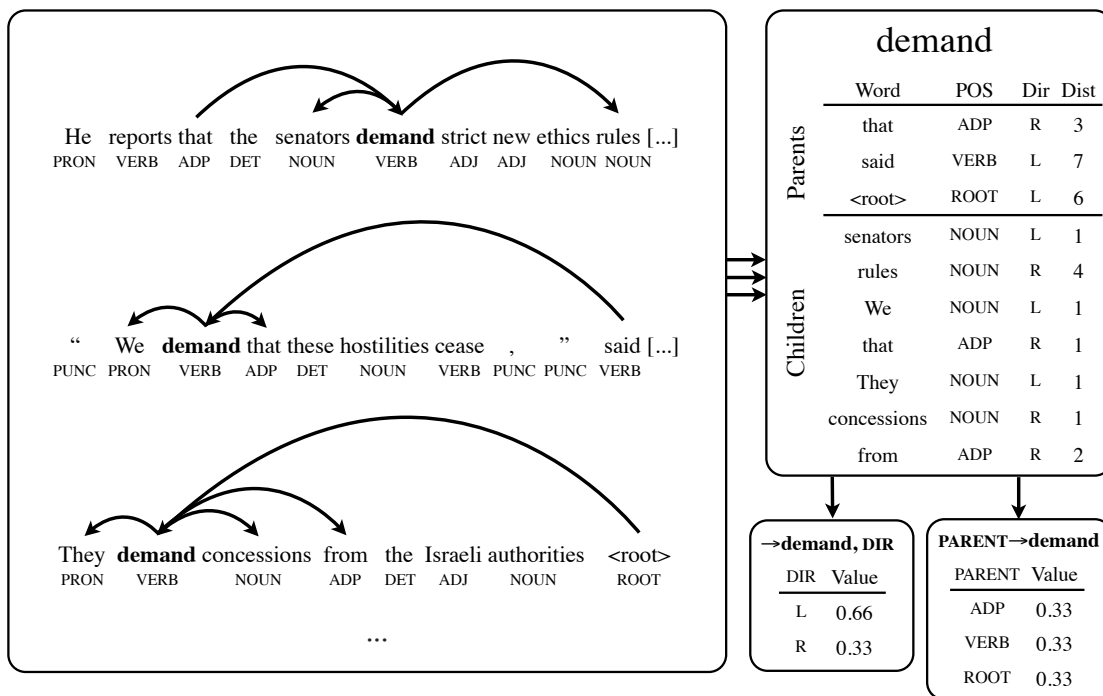 He reports that the senators demand strict new ethics rules [...]
PRON VERB ADP DET NOUN VERB ADJ ADJ NOUN NOUN
“ We demand that these hostilities cease , ” said [...]
PUNC PRON VERB ADP DET NOUN VERB PUNC PUNC VERB
They demand concessions from the Israeli authorities <root>
PRON VERB NOUN ADP DET ADJ NOUN ROOT
...
demand
Word POS Dir Dist
Parents
that ADP R 3
said VERB L 7
<root> ROOT L 6
Children
senators NOUN L 1
rules NOUN R 4
We NOUN L 1
that ADP R 1
They NOUN L 1
concessions NOUN R 1
from ADP R 2
→demand, DIR
DIR Value
L 0.66
R 0.33
PARENT→demand
PARENT Value
ADP 0.33
VERB 0.33
ROOT 0.33